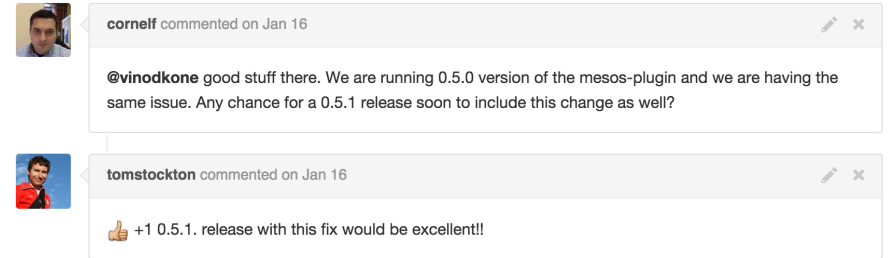 cornelf commented on Jan 16
@vinodkone good stuff there. We are running 0.5.0 version of the mesos-plugin and we are having the
same issue. Any chance for a 0.5.1 release soon to include this change as well?
tomstockton commented on Jan 16
+1 0.5.1. release with this fix would be excellent!!